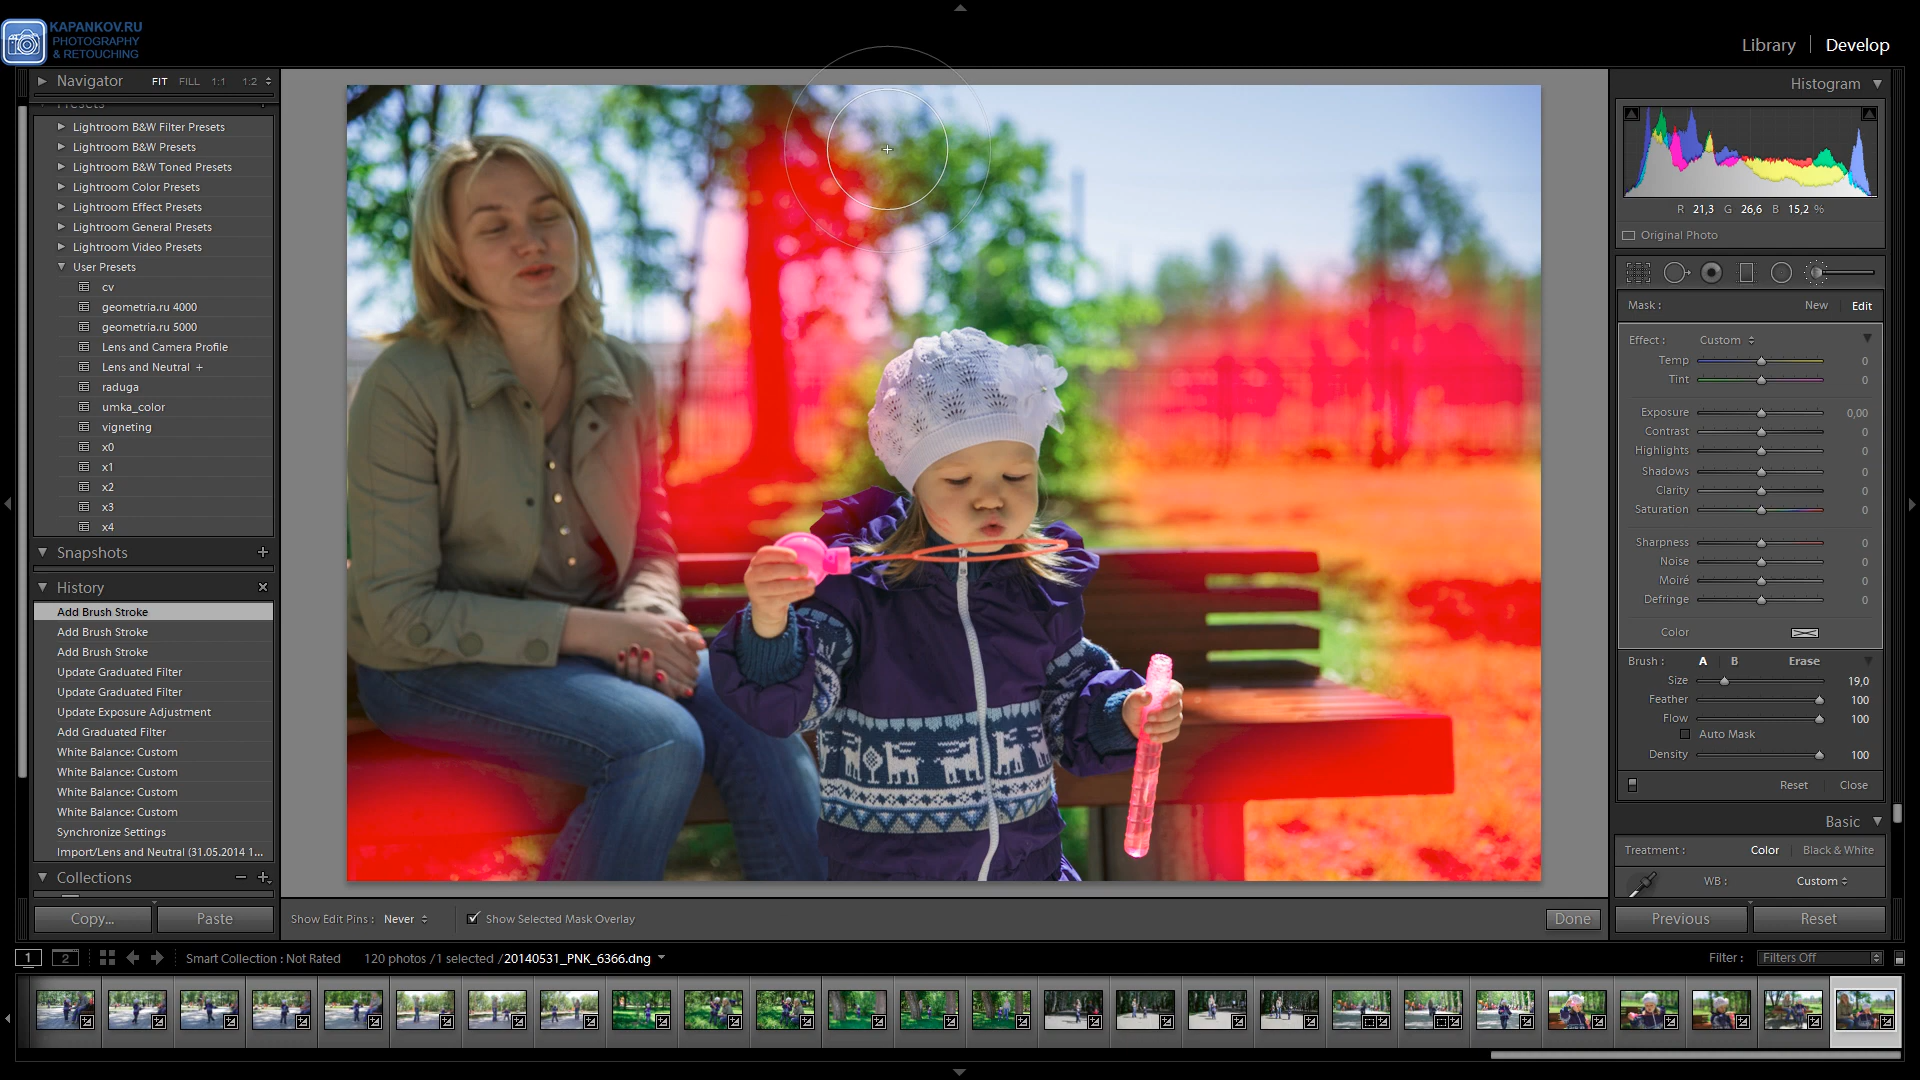 KAPANKOV.RU
PHOTOGRAPHY
& RETOUCHING
Library | Develop
Navigator FIT FILL 1:1 1:2
Presets
Lightroom B&W Filter Presets
Lightroom B&W Presets
Lightroom B&W Toned Presets
Lightroom Color Presets
Lightroom Effect Presets
Lightroom General Presets
Lightroom Video Presets
User Presets
cv
geometria.ru 4000
geometria.ru 5000
Lens and Camera Profile
Lens and Neutral +
raduga
umka_color
vigneting
x0
x1
x2
x3
x4
Snapshots +
History
Add Brush Stroke
Add Brush Stroke
Add Brush Stroke
Update Graduated Filter
Update Graduated Filter
Update Exposure Adjustment
Add Graduated Filter
White Balance: Custom
White Balance: Custom
White Balance: Custom
White Balance: Custom
Synchronize Settings
Import/Lens and Neutral (31.05.2014 1...
Collections
Copy... Paste
Show Edit Pins : Never Show Selected Mask Overlay Done
Histogram
R 21,3 G 26,6 B 15,2 %
Original Photo
Mask : New Edit
Effect : Custom
Temp 0
Tint 0
Exposure 0,00
Contrast 0
Highlights 0
Shadows 0
Clarity 0
Saturation 0
Sharpness 0
Noise 0
Moiré 0
Defringe 0
Color
Brush : A B Erase
Size 19,0
Feather 100
Flow 100
Auto Mask
Density 100
Reset Close
Basic
Treatment : Color Black & White
WB : Custom
Previous Reset
1 2 Smart Collection : Not Rated 120 photos /1 selected /20140531_PNK_6366.dng Filter : Filters Off